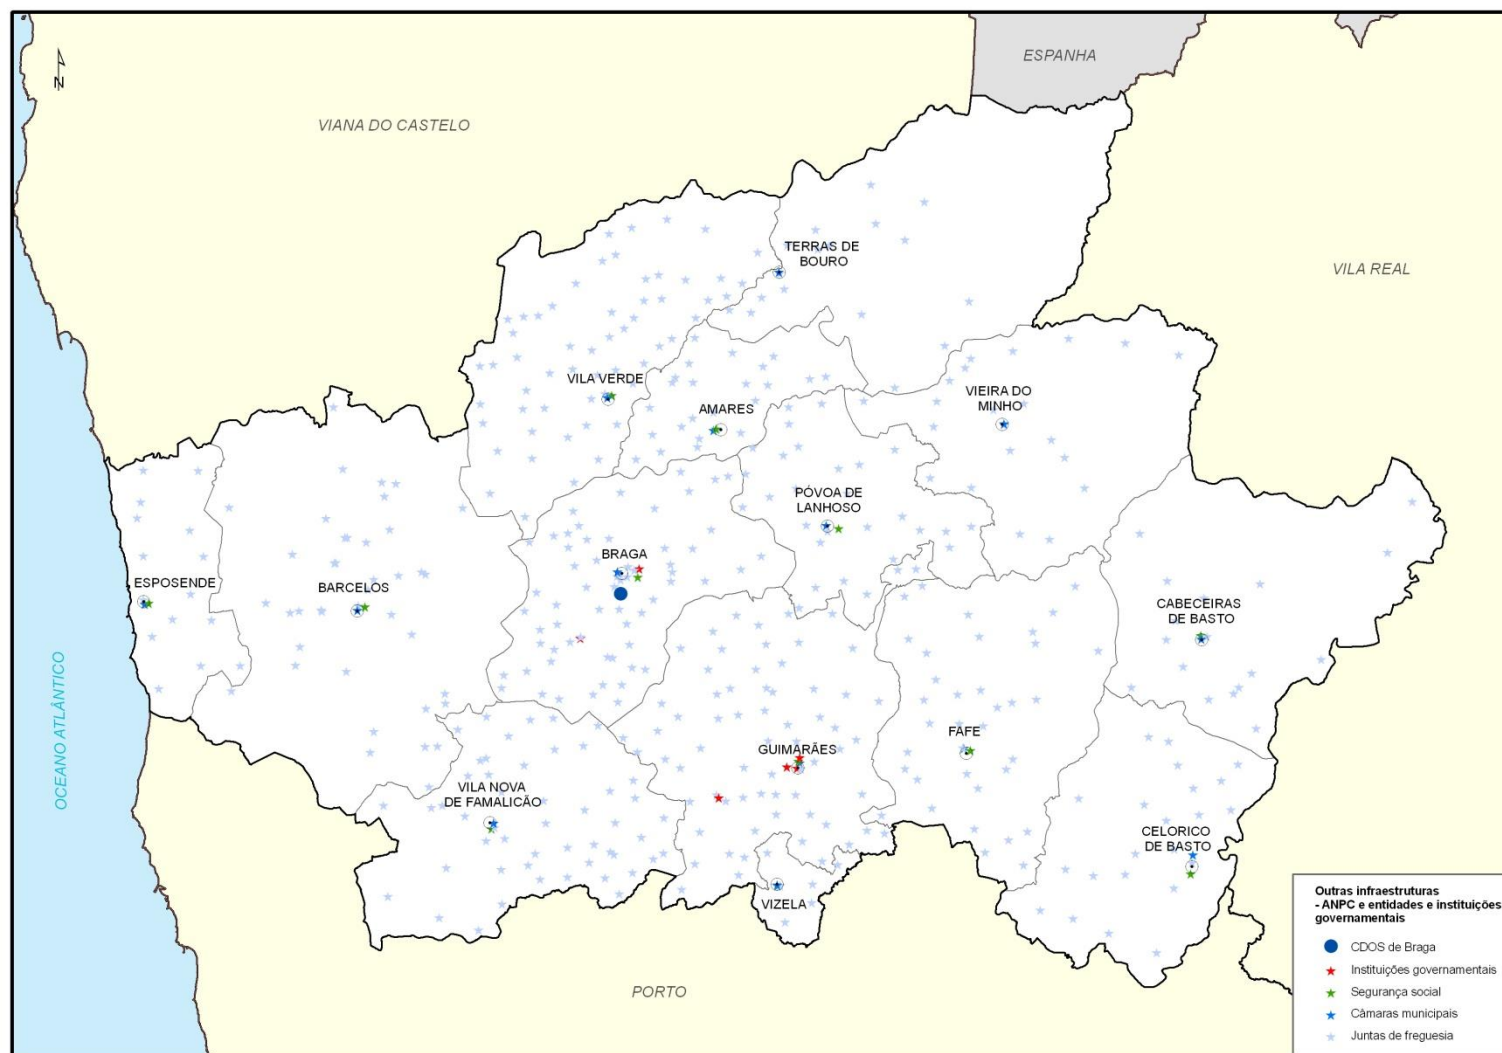 ESPANHA
N
VIANA DO CASTELO
TERRAS DE
BOURO
VILA REAL
VILA VERDE
VIEIRA DO
MINHO
AMARES
PÓVOA DE
LANHOSO
BRAGA
ESPOSENDE
BARCELOS
CABECEIRAS
DE BASTO
OCEANO ATLÂNTICO
FAFE
GUIMARÃES
VILA NOVA
DE FAMALICÃO
CELORICO
DE BASTO
VIZELA
PORTO
Outras infraestruturas
- ANPC e entidades e instituições
governamentais
CDOS de Braga
Instituições governamentais
Segurança social
Câmaras municipais
Juntas de freguesia